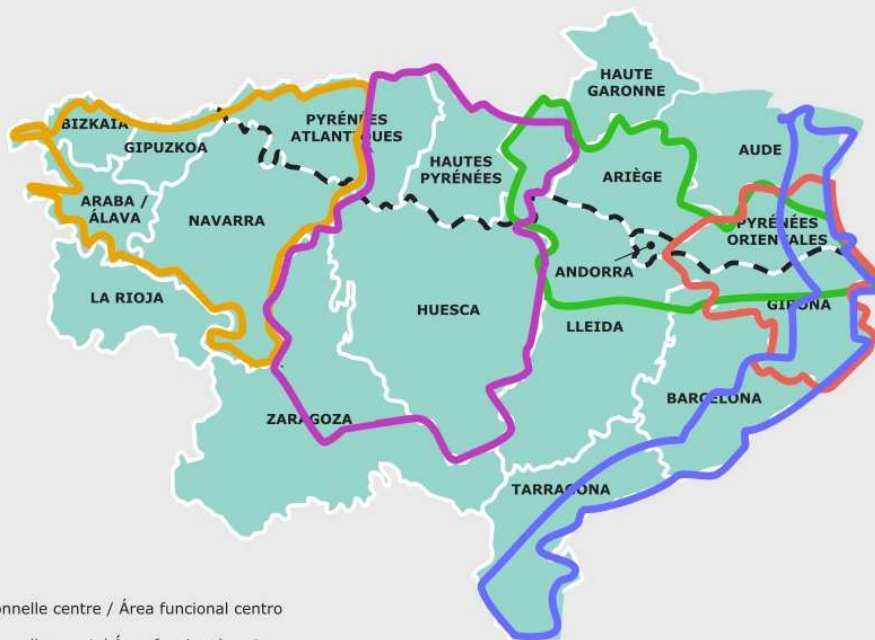 HAUTE
GARONNE
BIZKAIA
PYRÉNÉES
ATLANTIQUES
GIPUZKOA
AUDE
HAUTES
PYRÉNÉES
ARIÈGE
ARABA /
ÁLAVA
NAVARRA
PYRÉNÉES
ORIENTALES
ANDORRA
LA RIOJA
HUESCA
GIRONA
LLEIDA
BARCELONA
ZARAGOZA
TARRAGONA
onnelle centre / Área funcional centro